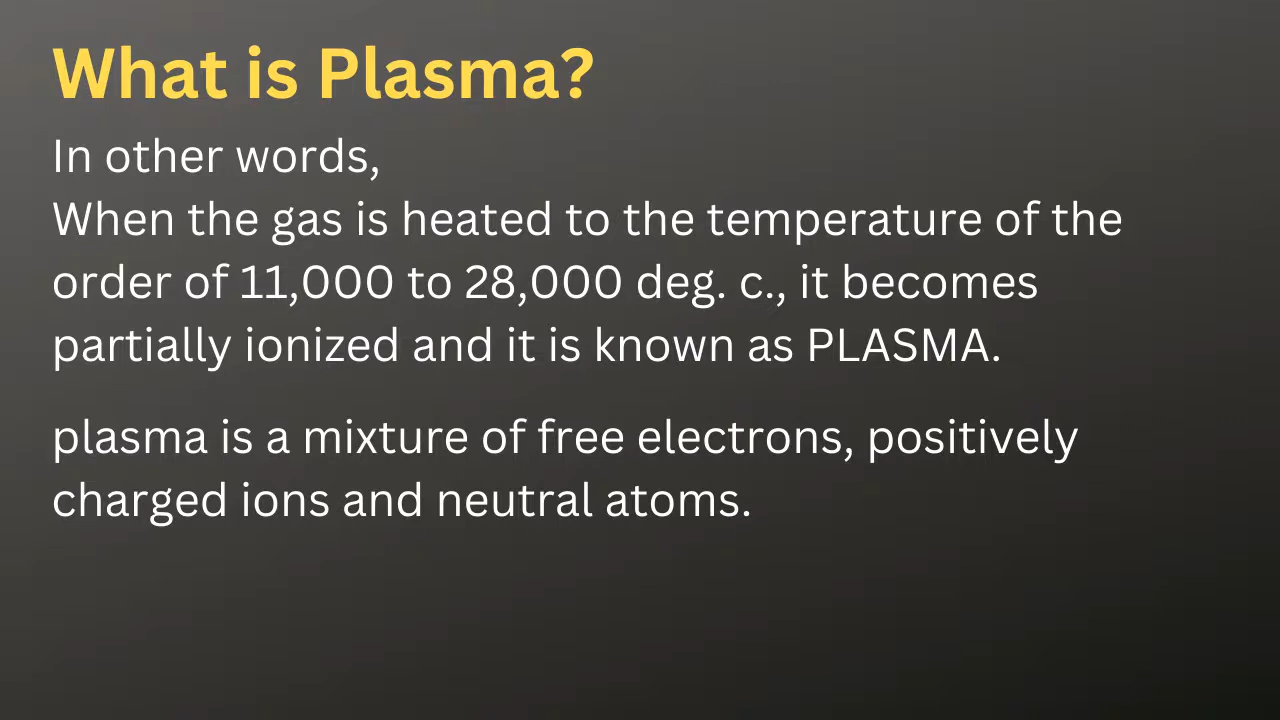 What is Plasma?
In other words,
When the gas is heated to the temperature of the
order of 11,000 to 28,000 deg. c., it becomes
partially ionized and it is known as PLASMA.
plasma is a mixture of free electrons, positively
charged ions and neutral atoms.